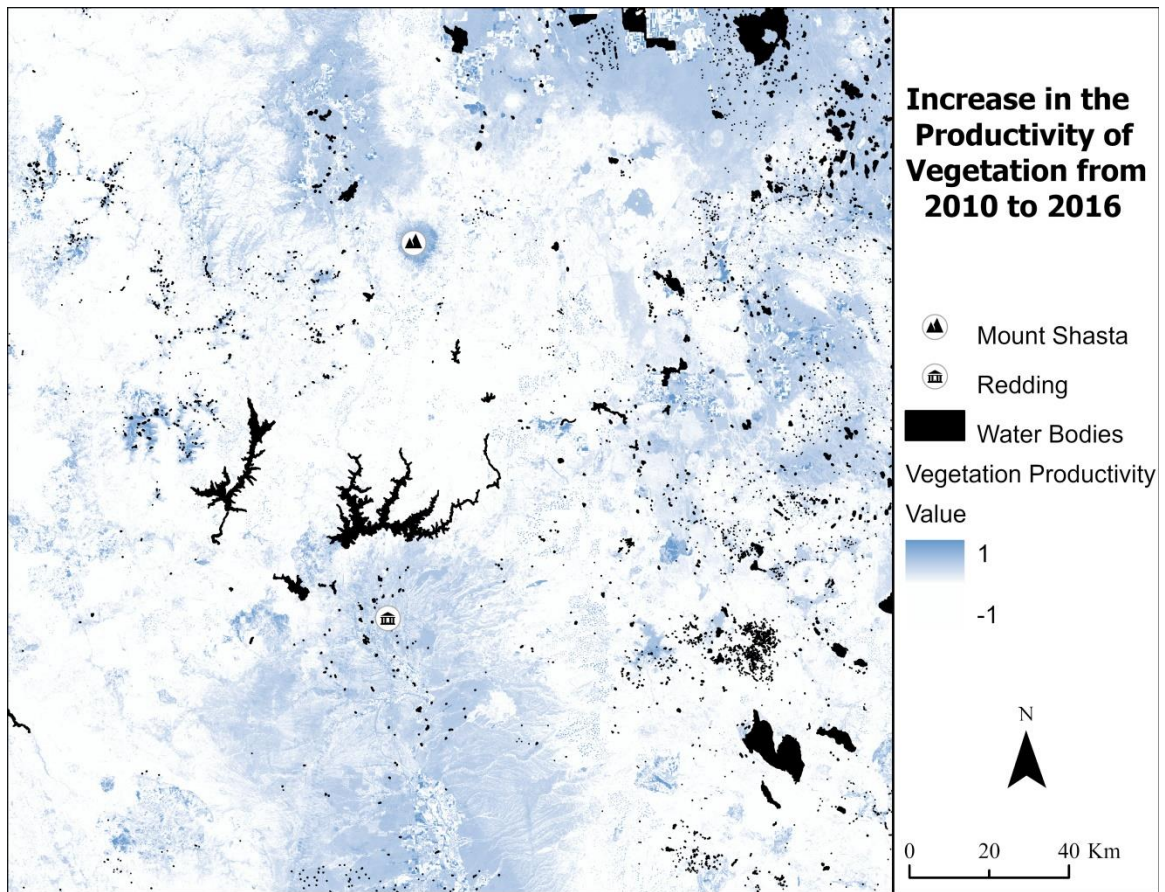 Increase in the
Productivity of
Vegetation from
2010 to 2016
Mount Shasta
Redding
Water Bodies
Vegetation Productivity
Value
1
-1
N
0 20 40 Km